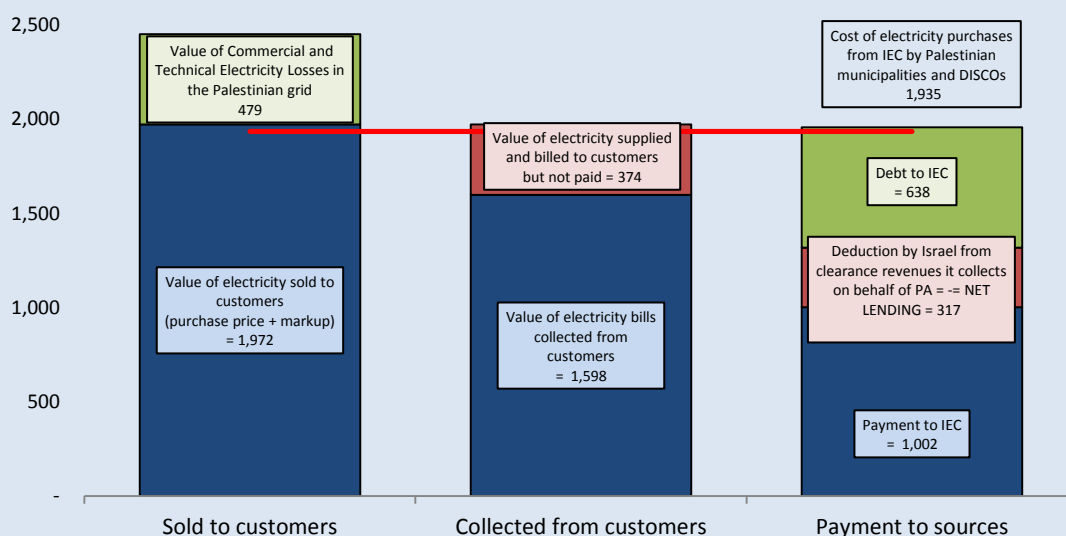 2,500
2,000
1,500
1,000
500
-
Value of Commercial and
Technical Electricity Losses in
the Palestinian grid
479
Value of electricity sold to
customers
(purchase price + markup)
= 1,972
Value of electricity supplied
and billed to customers
but not paid = 374
Value of electricity bills
collected from
customers
= 1,598
Cost of electricity purchases
from IEC by Palestinian
municipalities and DISCOs
1,935
Debt to IEC
= 638
Deduction by Israel from
clearance revenues it collects
on behalf of PA = -= NET
LENDING = 317
Payment to IEC
= 1,002
Sold to customers
Collected from customers
Payment to sources